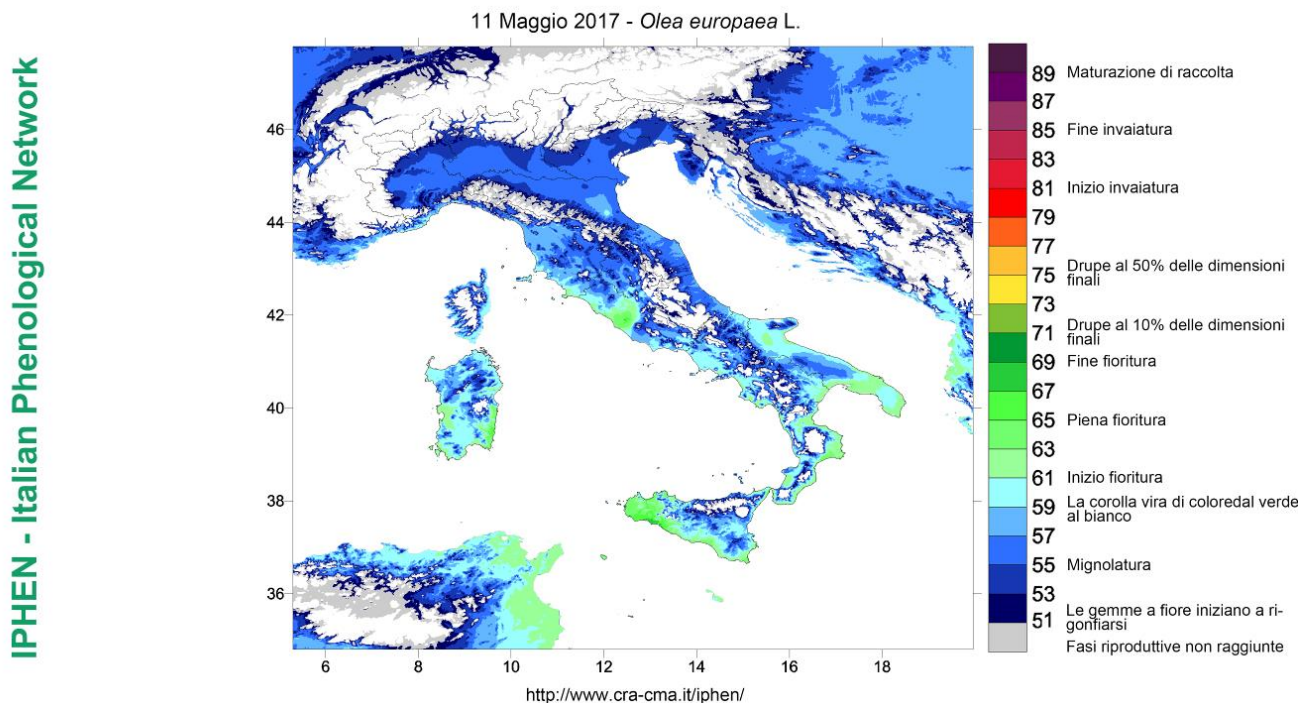 11 Maggio 2017 - Olea europaea L.
IPHEN - Italian Phenological Network
46
44
42
40
38
36
6
8
10
12
14
16
18
89
Maturazione di raccolta
87
85
Fine invaiatura
83
81
Inizio invaiatura
79
77
75
Drupe al 50% delle dimensioni
finali
73
71
Drupe al 10% delle dimensioni
finali
69
Fine fioritura
67
65
Piena fioritura
63
61
Inizio fioritura
59
La corolla vira di coloredal verde
al bianco
57
55
Mignolatura
53
51
Le gemme a fiore iniziano a ri-
gonfiarsi
Fasi riproduttive non raggiunte
http://www.cra-cma.it/iphen/